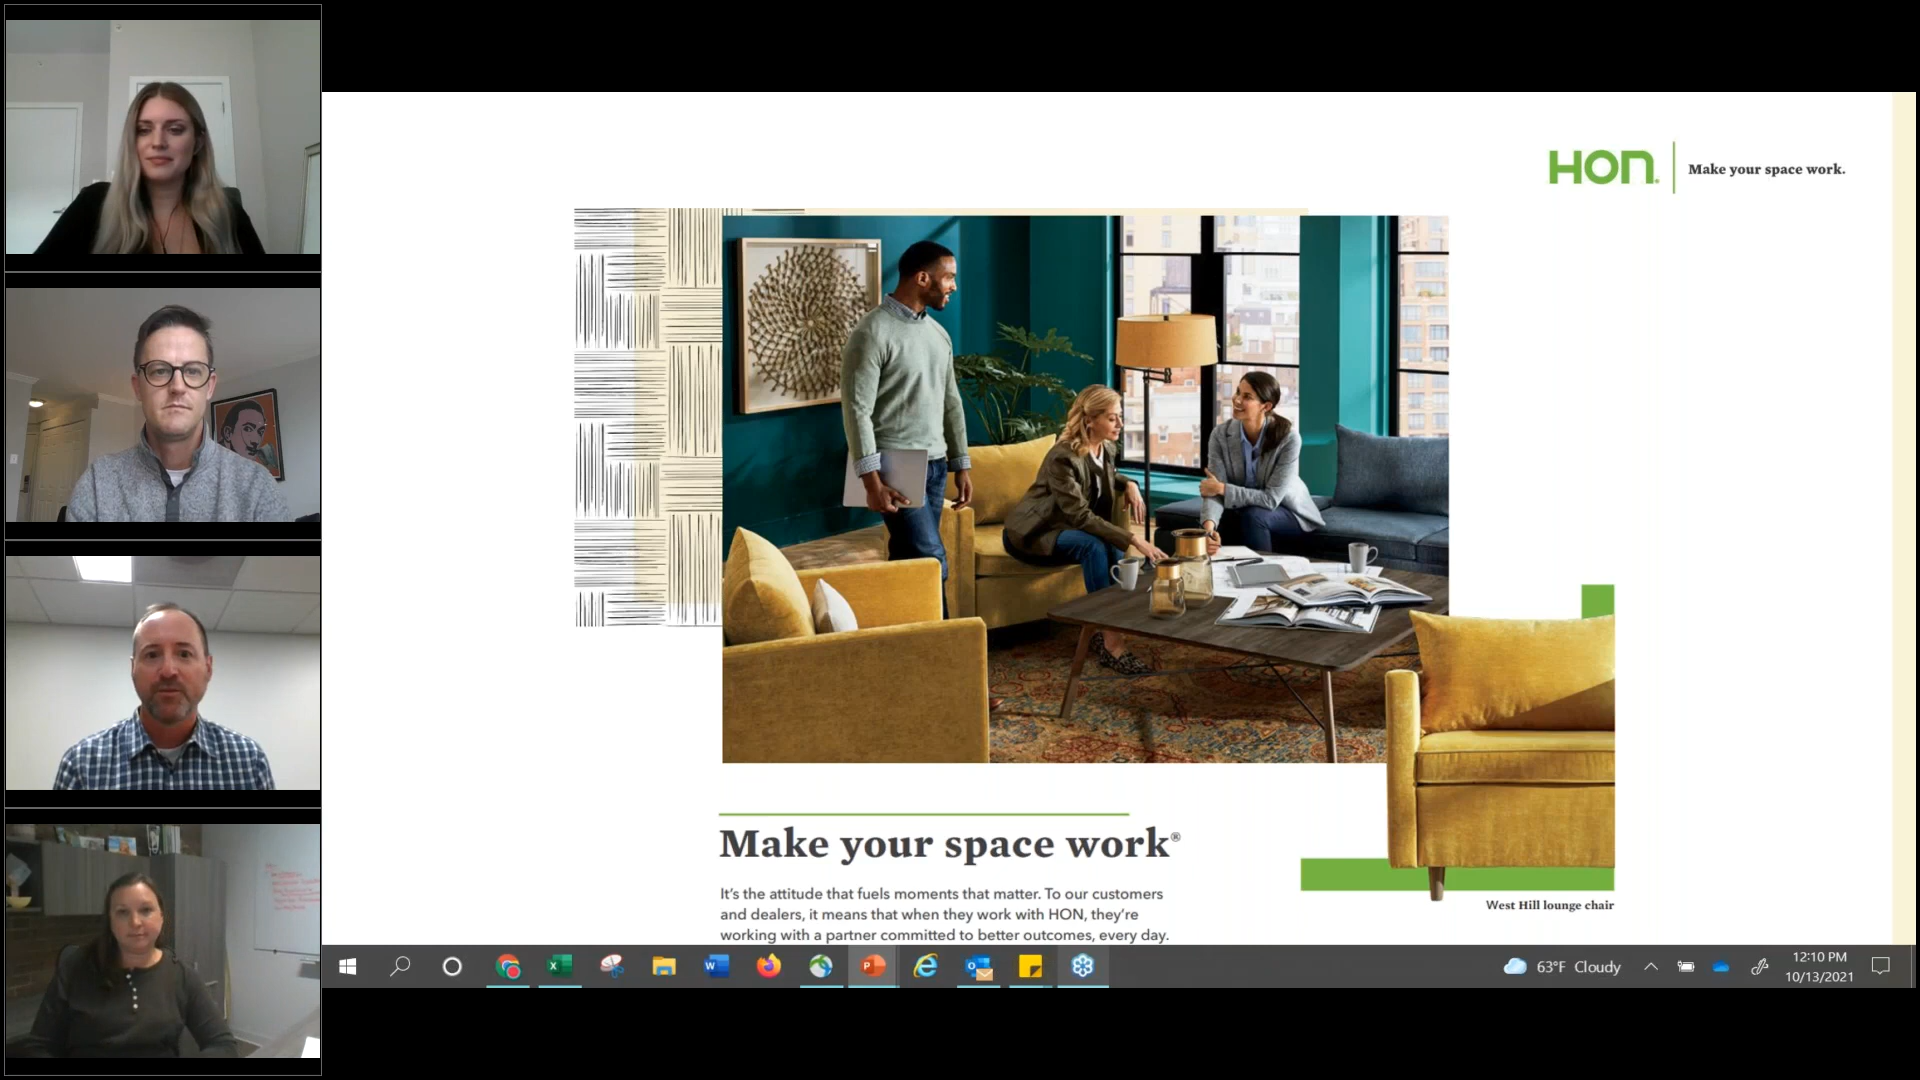 HON®
Make your space work.
Make your space work®
It's the attitude that fuels moments that matter. To our customers
and dealers, it means that when they work with HON, they're
working with a partner committed to better outcomes, every day.
West Hill lounge chair
63°F Cloudy
12:10 PM
10/13/2021